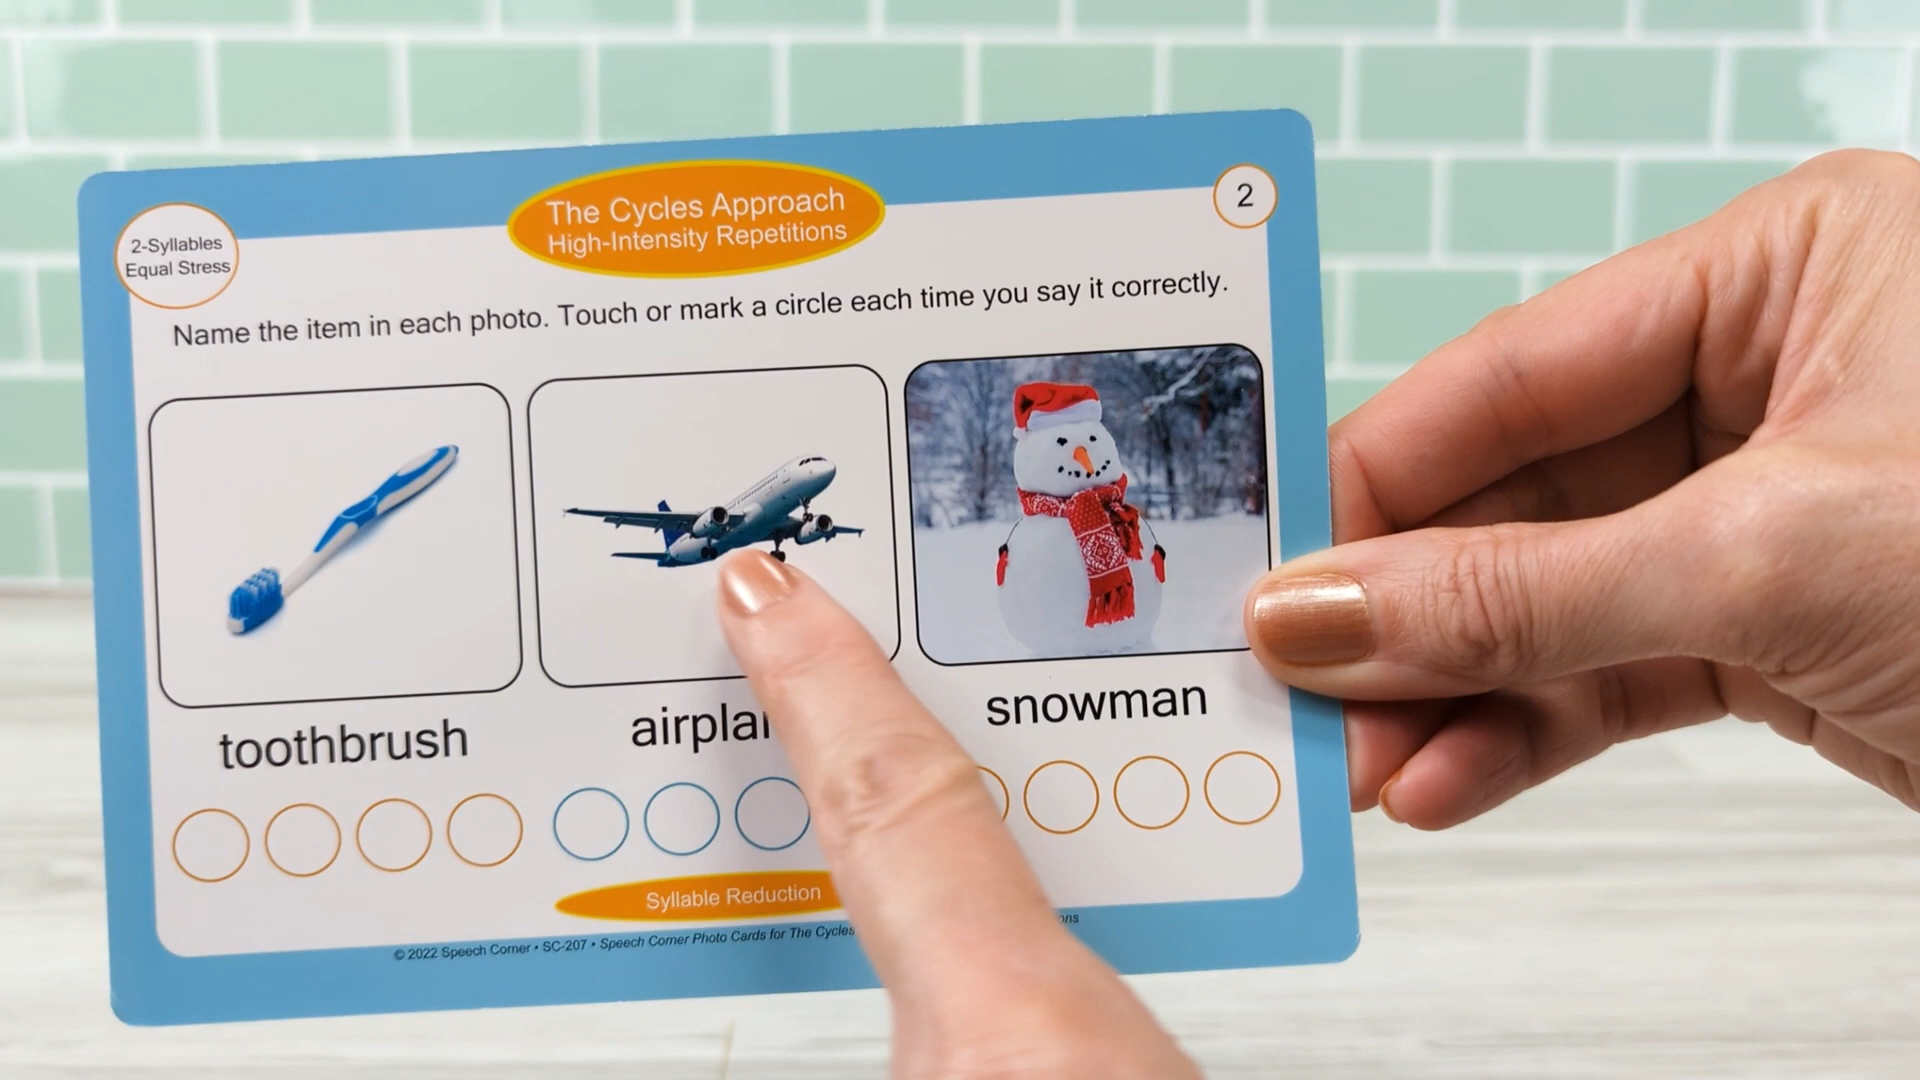 The Cycles Approach
High-Intensity Repetitions
2
2-Syllables
Equal Stress
Name the item in each photo. Touch or mark a circle each time you say it correctly.
toothbrush
snowman
Syllable Reduction
© 2022 Speech Corner • SC-207 • Speech Corner Photo Cards for The Cycles